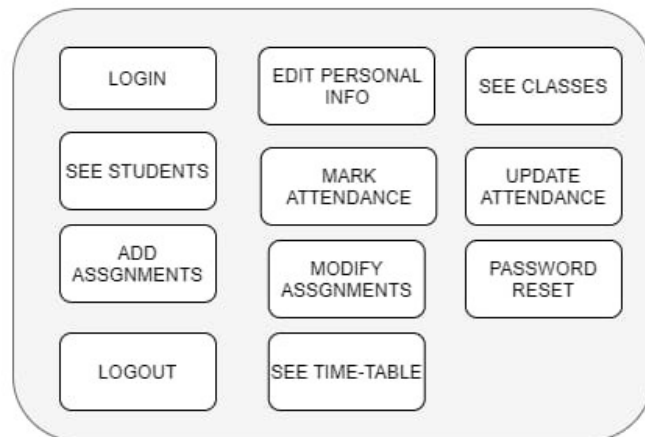 LOGIN
EDIT PERSONAL
INFO
SEE CLASSES
SEE STUDENTS
MARK
ATTENDANCE
UPDATE
ATTENDANCE
ADD
ASSGNMENTS
MODIFY
ASSGNMENTS
PASSWORD
RESET
LOGOUT
SEE TIME-TABLE